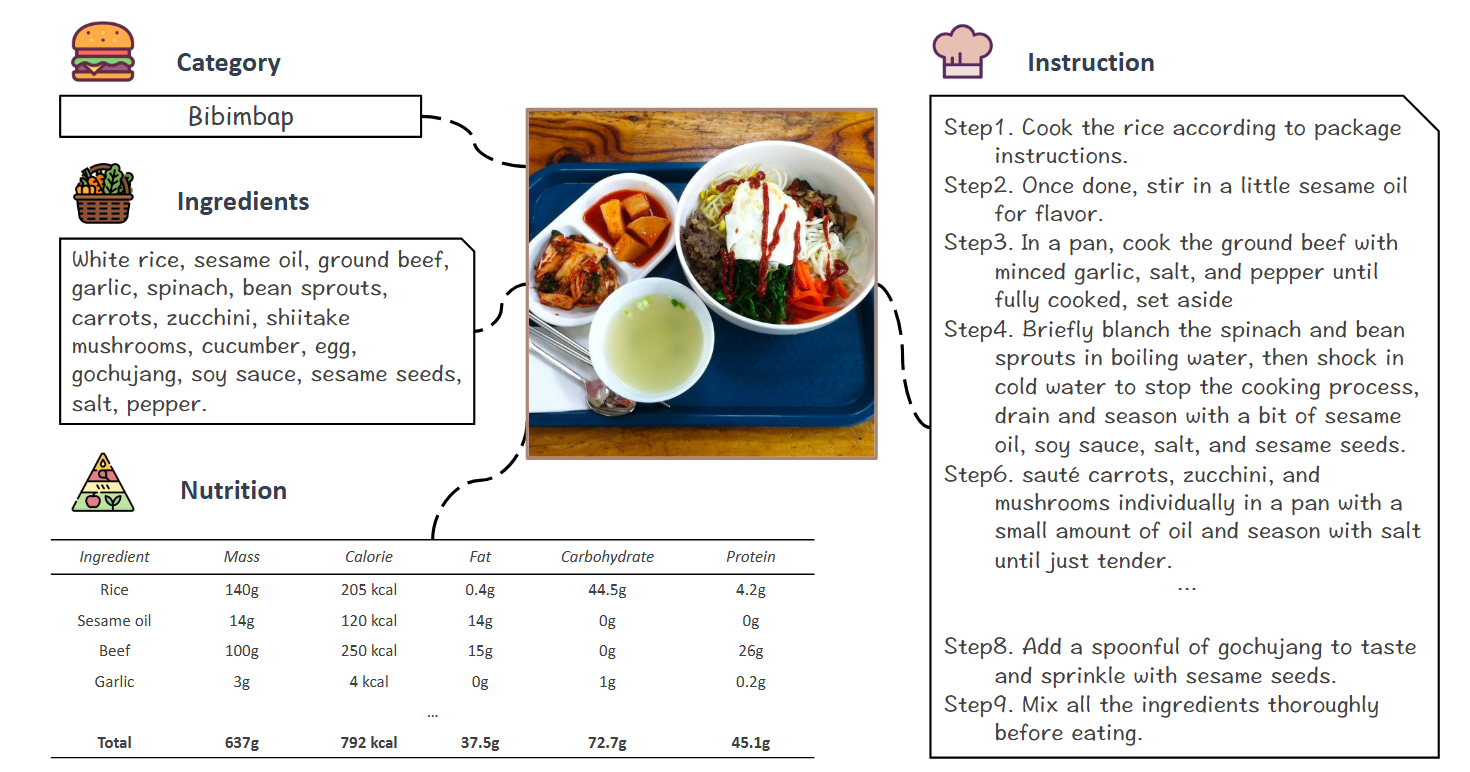 Category
Bibimbap
Ingredients
White rice, sesame oil, ground beef,
garlic, spinach, bean sprouts,
carrots, zucchini, shiitake
mushrooms, cucumber, egg,
gochujang, soy sauce, sesame seeds,
salt, pepper.
Nutrition
Ingredient Mass Calorie Fat Carbohydrate Protein
Rice 140g 205 kcal 0.4g 44.5g 4.2g
Sesame oil 14g 120 kcal 14g 0g 0g
Beef 100g 250 kcal 15g 0g 26g
Garlic 3g 4 kcal 0g 1g 0.2g
...
Total 637g 792 kcal 37.5g 72.7g 45.1g
Instruction
Step1. Cook the rice according to package
instructions.
Step2. Once done, stir in a little sesame oil
for flavor.
Step3. In a pan, cook the ground beef with
minced garlic, salt, and pepper until
fully cooked, set aside
Step4. Briefly blanch the spinach and bean
sprouts in boiling water, then shock in
cold water to stop the cooking process,
drain and season with a bit of sesame
oil, soy sauce, salt, and sesame seeds.
Step6. sauté carrots, zucchini, and
mushrooms individually in a pan with a
small amount of oil and season with salt
until just tender.
...
Step8. Add a spoonful of gochujang to taste
and sprinkle with sesame seeds.
Step9. Mix all the ingredients thoroughly
before eating.